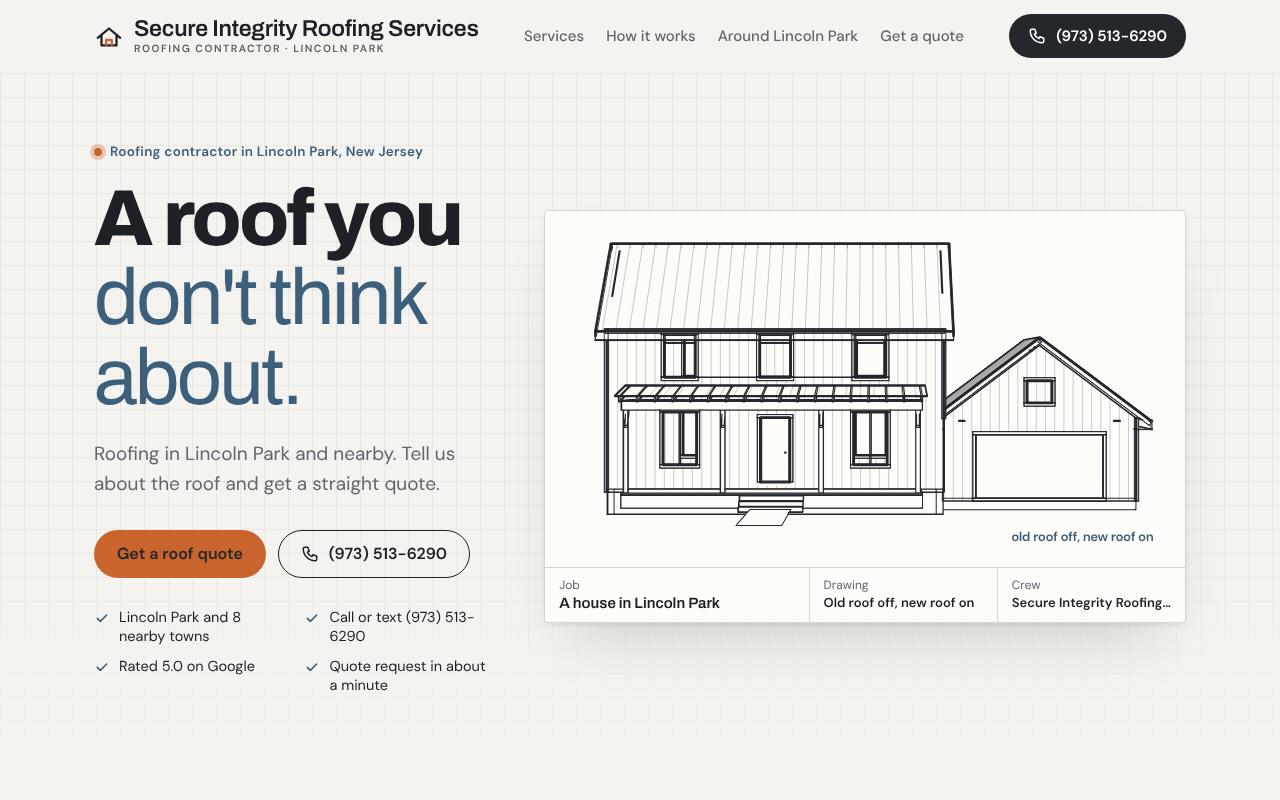 Secure Integrity Roofing Services
ROOFING CONTRACTOR · LINCOLN PARK
Services
How it works
Around Lincoln Park
Get a quote
(973) 513-6290
Roofing contractor in Lincoln Park, New Jersey
A roof you
don't think
about.
Roofing in Lincoln Park and nearby. Tell us
about the roof and get a straight quote.
Get a roof quote
(973) 513-6290
Lincoln Park and 8
nearby towns
Call or text (973) 513-
6290
Rated 5.0 on Google
Quote request in about
a minute
old roof off, new roof on
Job
A house in Lincoln Park
Drawing
Old roof off, new roof on
Crew
Secure Integrity Roofing...